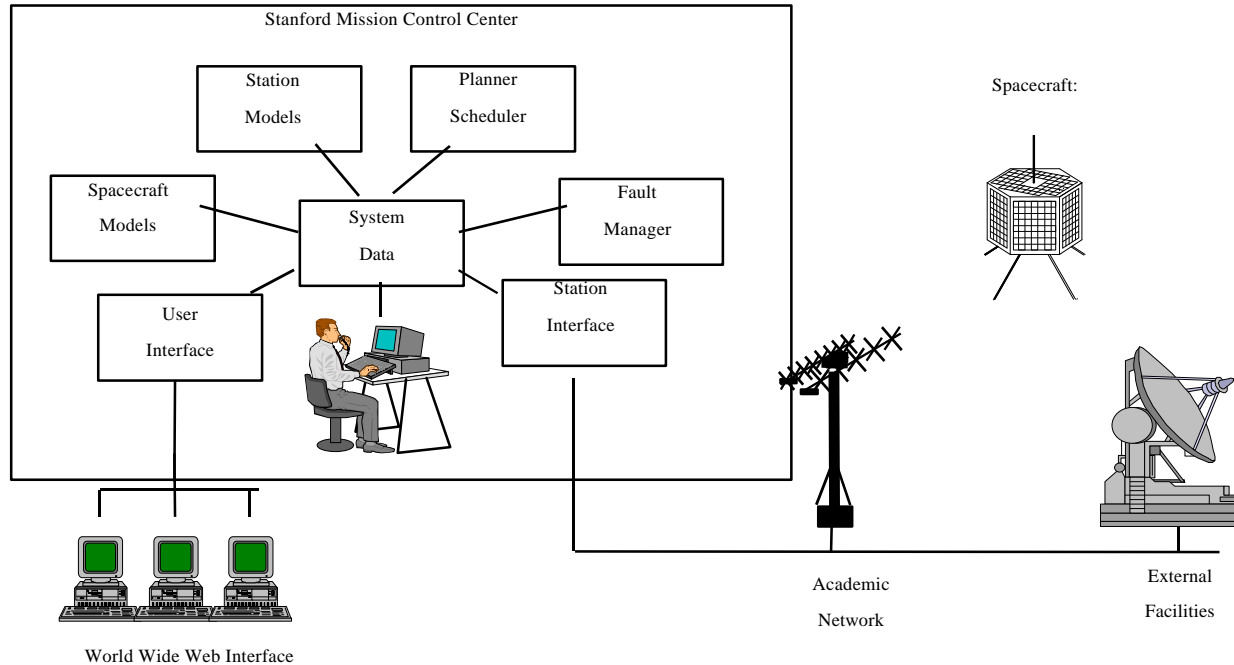 Stanford Mission Control Center
Station
Models
Planner
Scheduler
Spacecraft:
Spacecraft
Models
System
Data
Fault
Manager
User
Interface
Station
Interface
Academic
Network
External
Facilities
World Wide Web Interface